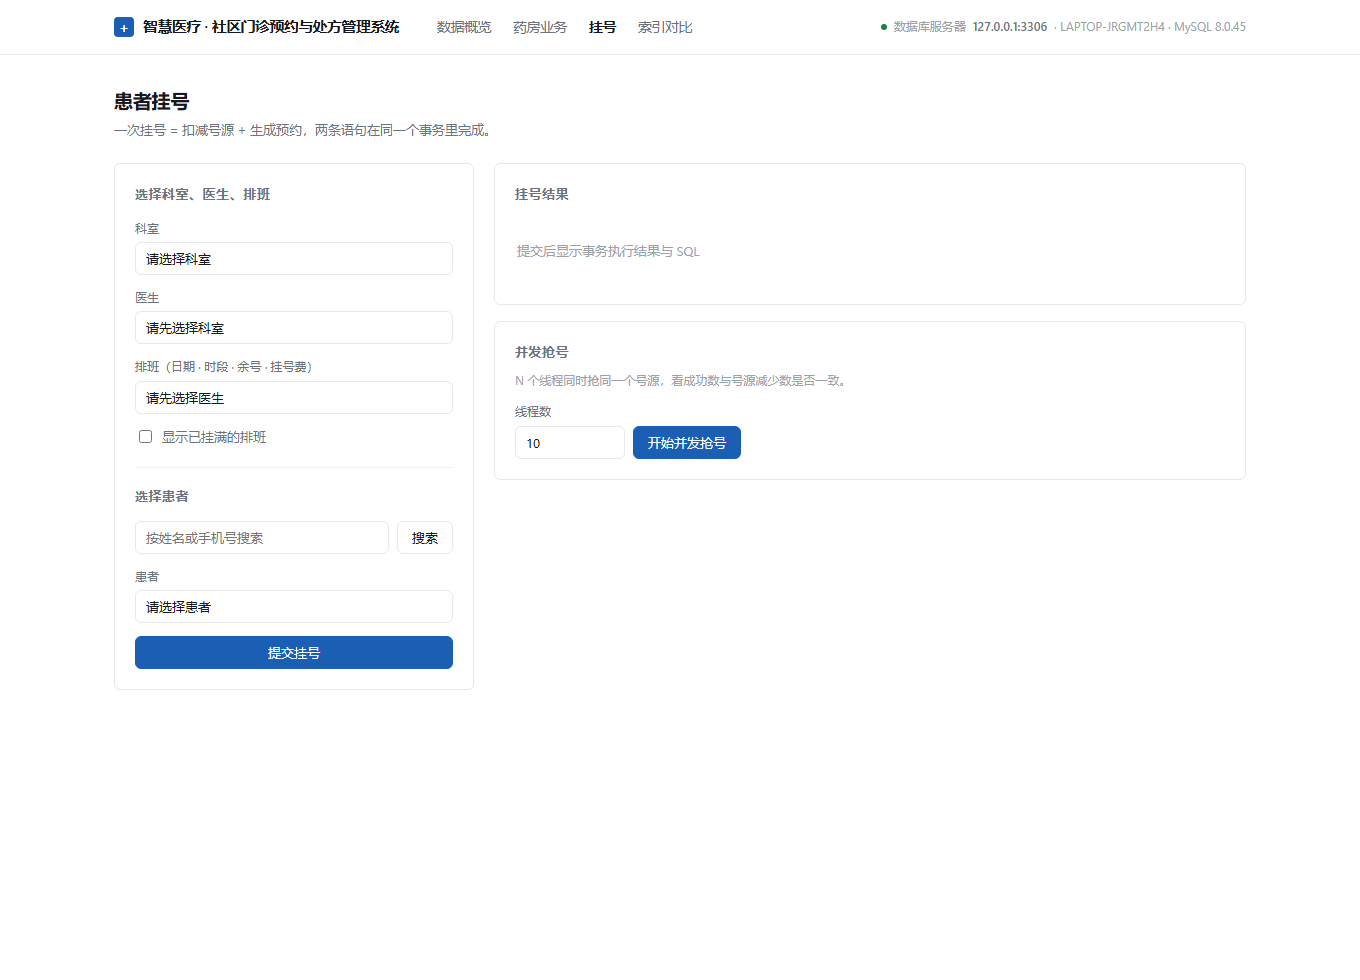 + 智慧医疗 · 社区门诊预约与处方管理系统 数据概览 药房业务 挂号 索引对比 数据库服务器 127.0.0.1:3306 · LAPTOP-JRGMT2H4 · MySQL 8.0.45
患者挂号
一次挂号 = 扣减号源 + 生成预约，两条语句在同一个事务里完成。
选择科室、医生、排班
科室
请选择科室
医生
请先选择科室
排班（日期 · 时段 · 余号 · 挂号费）
请先选择医生
显示已挂满的排班
选择患者
按姓名或手机号搜索 搜索
患者
请选择患者
提交挂号
挂号结果
提交后显示事务执行结果与 SQL
并发抢号
N 个线程同时抢同一个号源，看成功数与号源减少数是否一致。
线程数
10 开始并发抢号